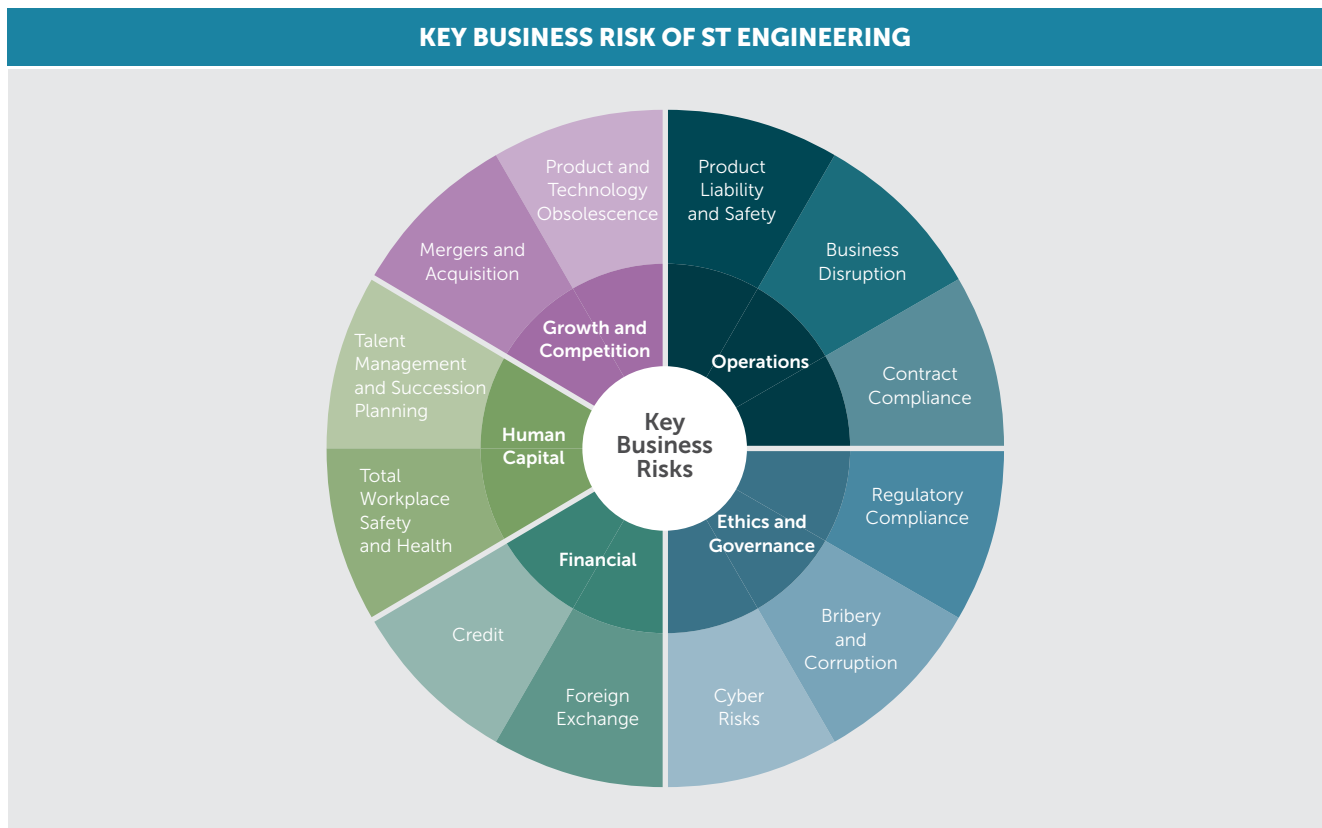 KEY BUSINESS RISK OF ST ENGINEERING
Product and
Technology
Obsolescence
Product
Liability
and Safety
Mergers and
Acquisition
Business
Disruption
Growth and
Competition
Operations
Talent
Management
and Succession
Planning
Contract
Compliance
Human
Capital
Key
Business
Risks
Total
Workplace
Safety
and Health
Regulatory
Compliance
Ethics and
Governance
Financial
Credit
Bribery
and
Corruption
Foreign
Exchange
Cyber
Risks